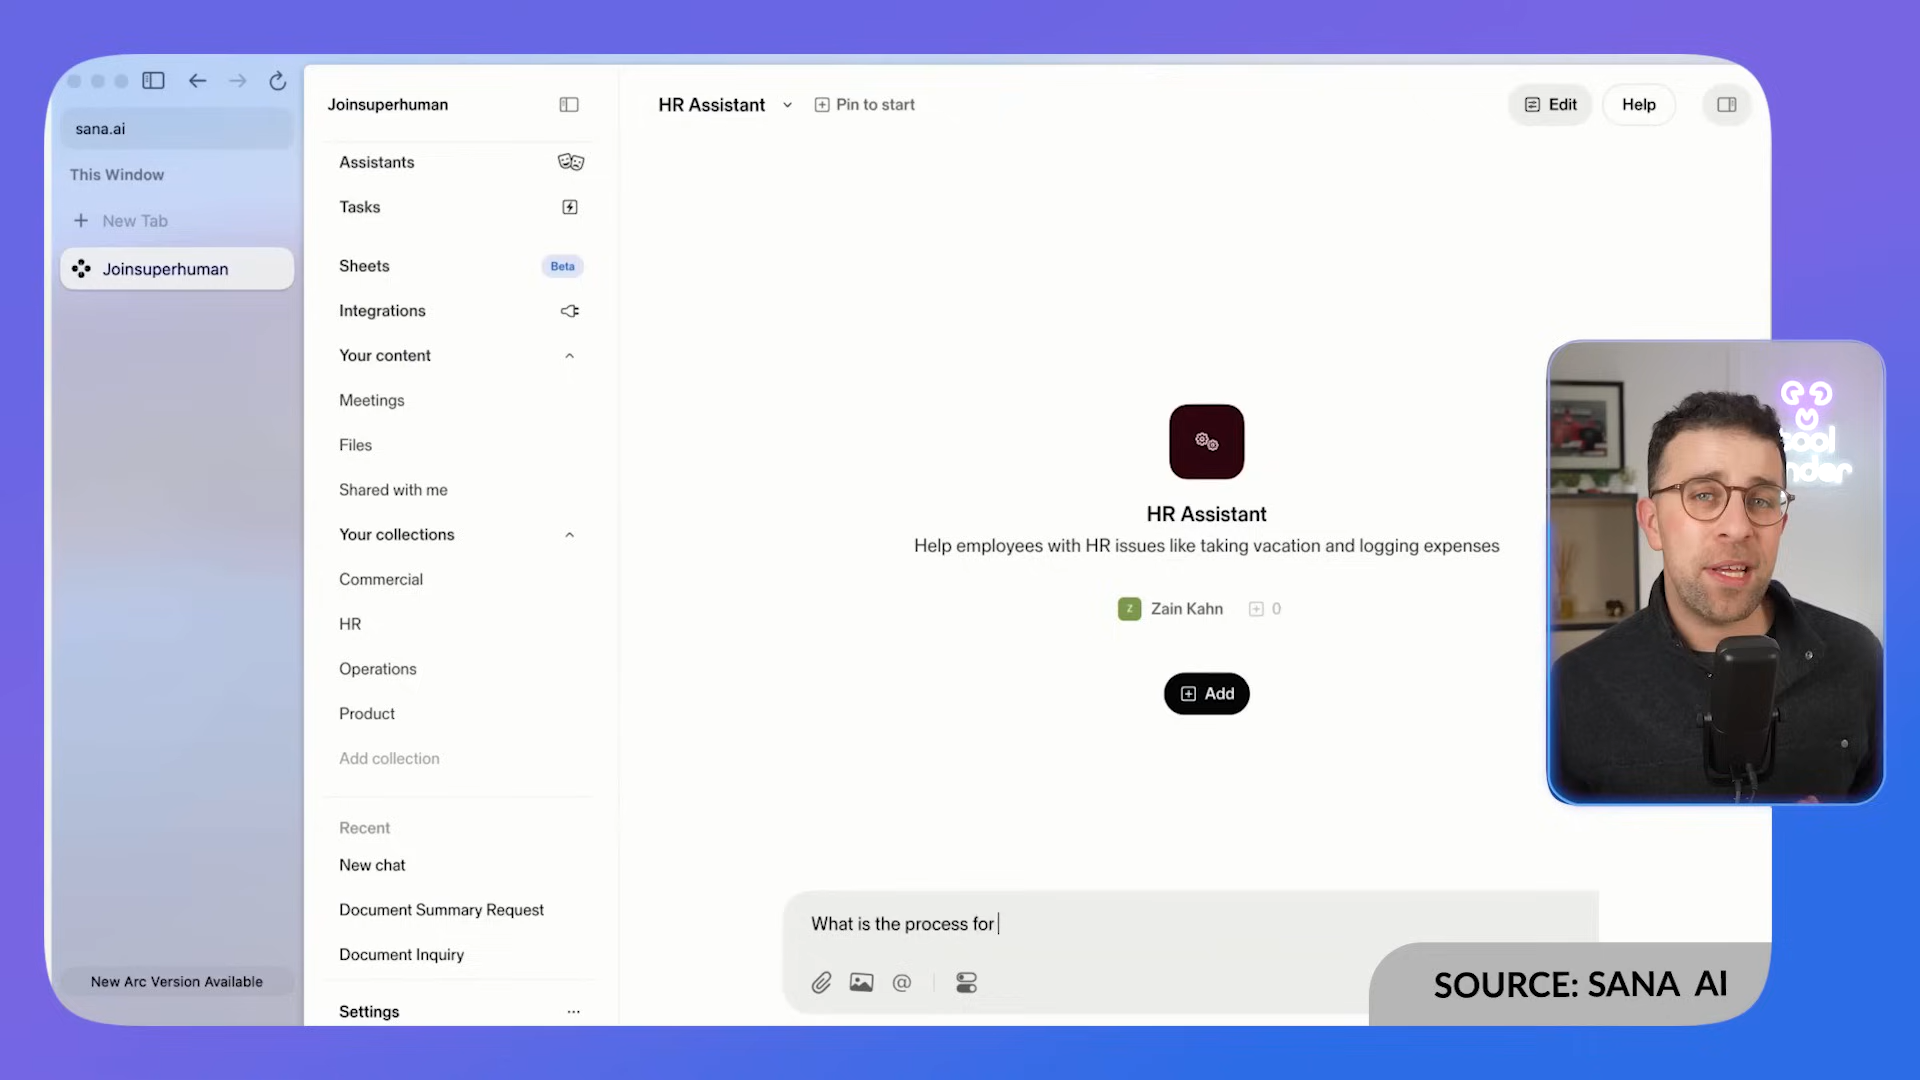 sana.ai
This Window
New Tab
Joinsuperhuman
New Arc Version Available
Joinsuperhuman
Assistants
Tasks
Sheets
Beta
Integrations
Your content
Meetings
Files
Shared with me
Your collections
Commercial
HR
Operations
Product
Add collection
Recent
New chat
Document Summary Request
Document Inquiry
Settings
HR Assistant
Pin to start
Edit
Help
HR Assistant
Help employees with HR issues like taking vacation and logging expenses
Z
Zain Kahn
0
Add
What is the process for
@
SOURCE: SANA AI